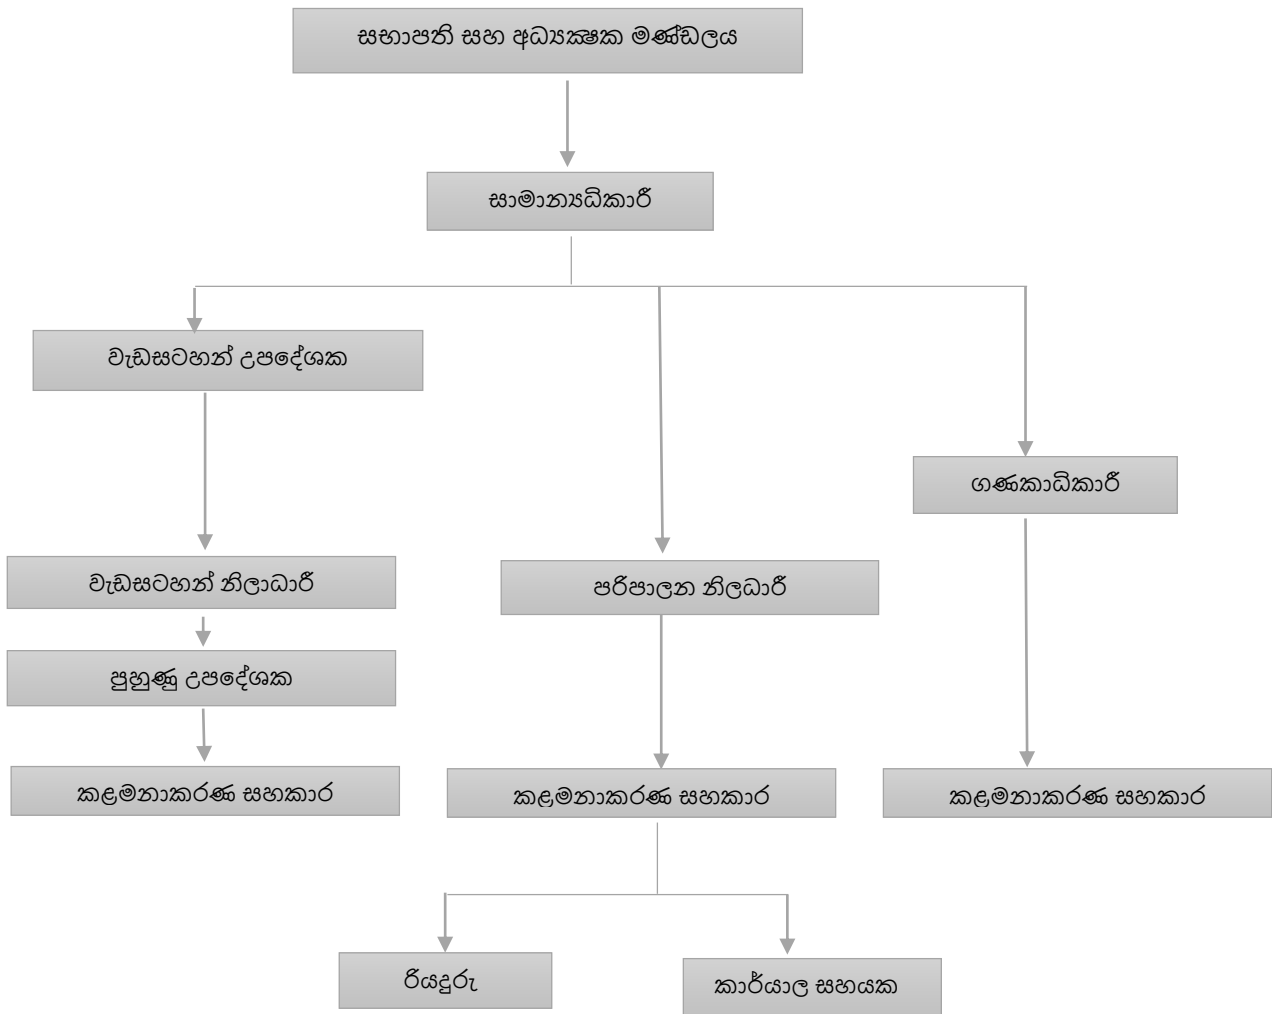 සභාපති සහ අධ්‍යක්ෂක මණ්ඩලය
සාමාන්‍යධිකාරී
වැඩසටහන් උපදේශක
ගණකාධිකාරී
වැඩසටහන් නිලාධාරී
පරිපාලන නිලධාරී
පුහුණු උපදේශක
කළමනාකරණ සහකාර
කළමනාකරණ සහකාර
කළමනාකරණ සහකාර
රියදුරු
කාර්යාල සහයක